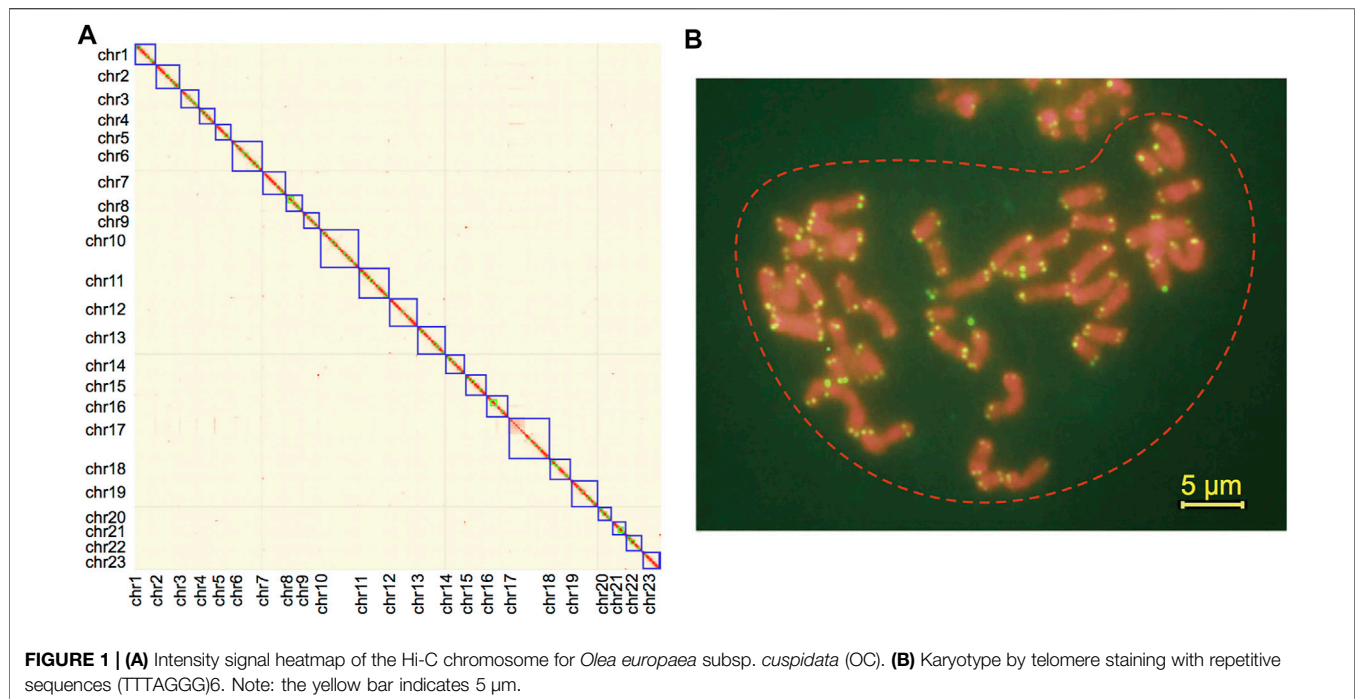 A
B
chr1
chr2
chr3
chr4
chr5
chr6
chr7
chr8
chr9
chr10
chr11
chr12
chr13
chr14
chr15
chr16
chr17
chr18
chr19
chr20
chr21
chr22
chr23
chr1
chr2
chr3
chr4
chr5
chr6
chr7
chr8
chr9
chr10
chr11
chr12
chr13
chr14
chr15
chr16
chr17
chr18
chr19
chr20
chr21
chr22
chr23
5 µm
FIGURE 1 | (A) Intensity signal heatmap of the Hi-C chromosome for Olea europaea subsp. cuspidata (OC). (B) Karyotype by telomere staining with repetitive
sequences (TTTAGGG)6. Note: the yellow bar indicates 5 µm.